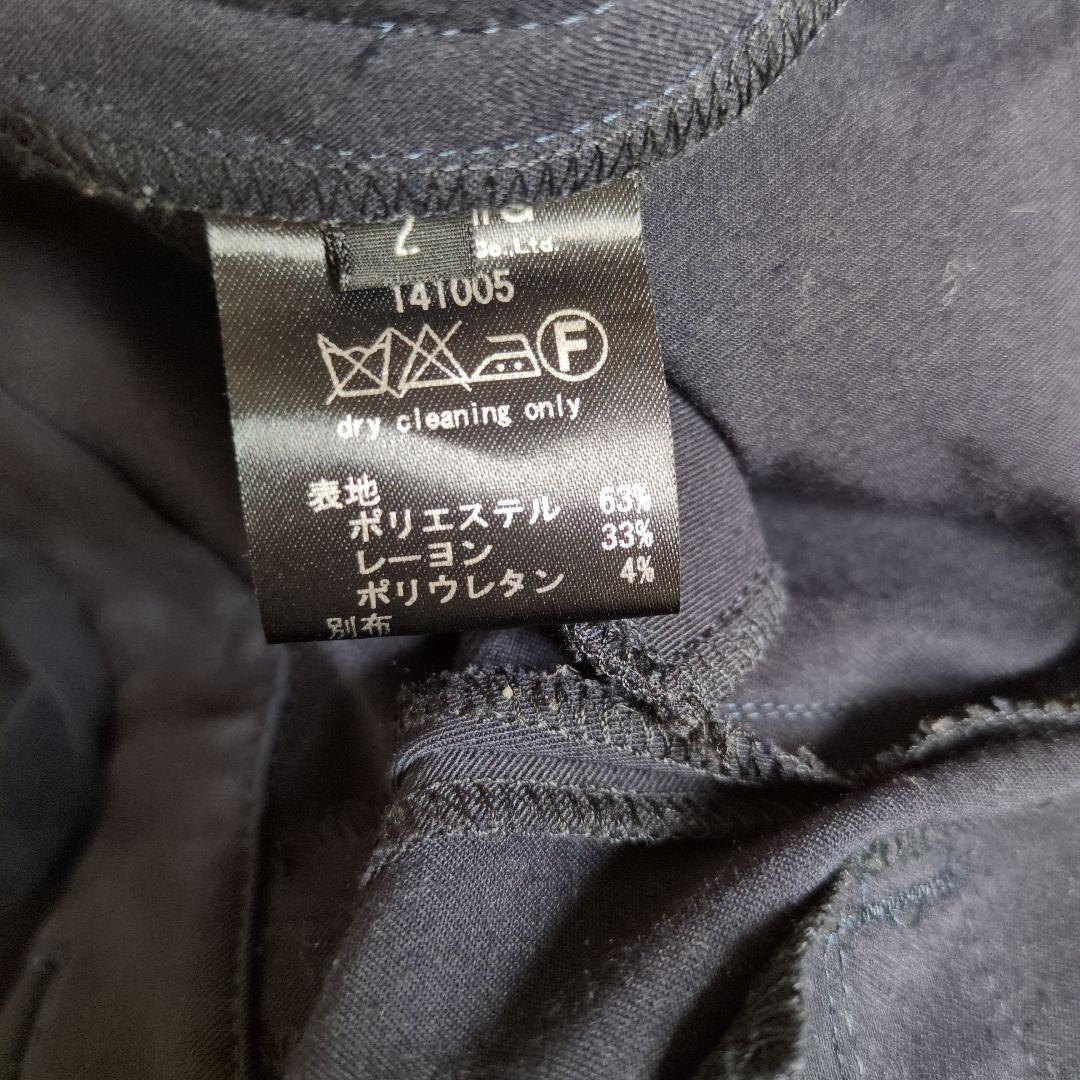 Co.,Ltd
141005
F
dry cleaning only
表地
ポリエステル 63%
レーヨン 33%
ポリウレタン 4%
別布